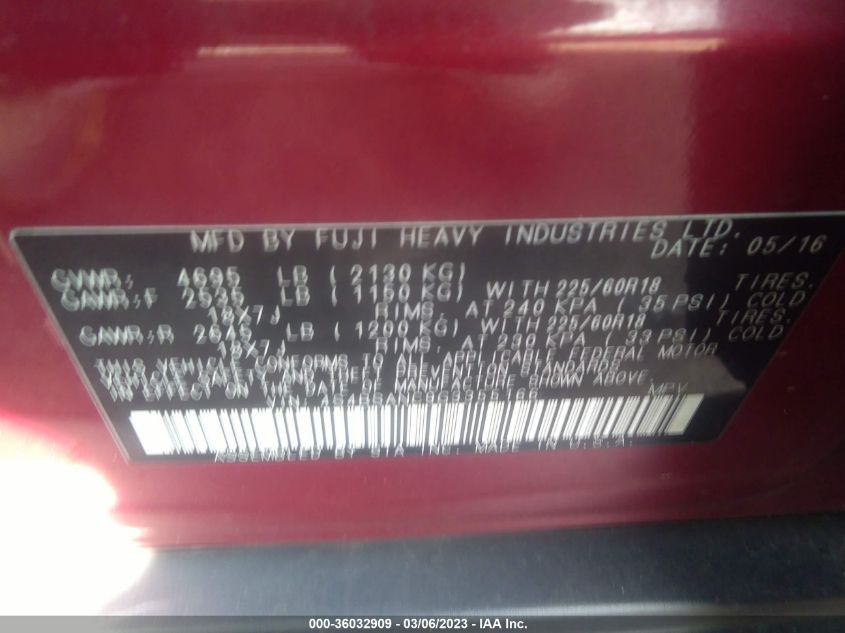 MFD BY FUJI HEAVY INDUSTRIES LTD.
DATE: 05/16
GVWR: 4695 LB (2130 KG)
GAWR:F 2535 LB (1150 KG) WITH 225/60R18 TIRES.
18X7J RIMS, AT 240 KPA (35PSI) COLD
GAWR:R 2645 LB (1200 KG) WITH 225/60R18 TIRES.
18X7J RIMS, AT 230 KPA (33PSI) COLD
THIS VEHICLE CONFORMS TO ALL APPLICABLE FEDERAL MOTOR
VEHICLE SAFETY AND THEFT PREVENTION STANDARDS
IN EFFECT ON THE DATE OF MANUFACTURE SHOWN ABOVE.
MPV
ASSEMBLED BY SIA INC. MADE IN U.S.A.
000-36032909 - 03/06/2023 - IAA Inc.